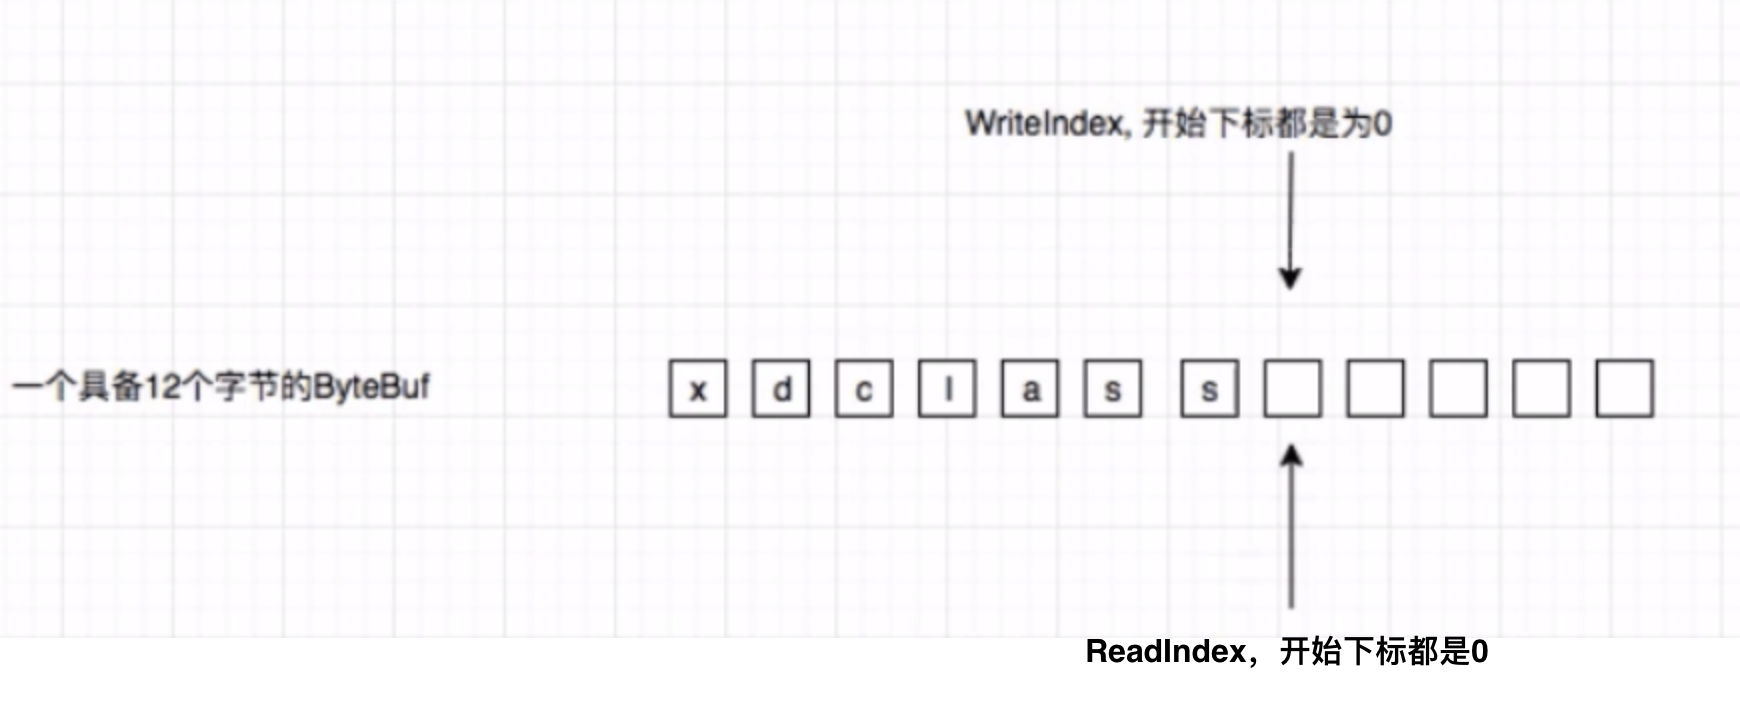 WriteIndex, 开始下标都是为0
一个具备12个字节的ByteBuf
x d c l a s s
ReadIndex，开始下标都是0